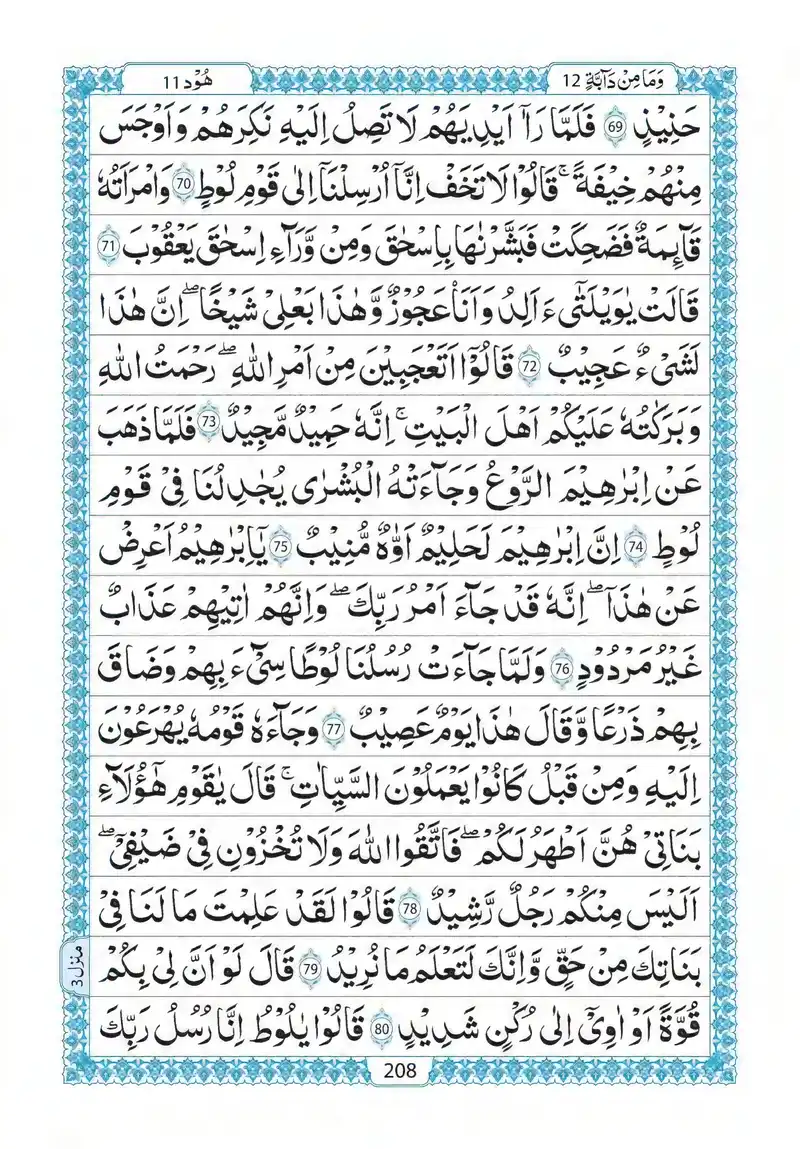 وَمَا مِنْ دَآبَّةٍ 12
هُوْد 11
حَنِيْذٍ 69 فَلَمَّا رَاٰۤ اَيْدِيَهُمْ لَا تَصِلُ اِلَيْهِ نَكِرَهُمْ وَاَوْجَسَ
مِنْهُمْ خِيْفَةً ۚ قَالُوْا لَا تَخَفْ اِنَّاۤ اُرْسِلْنَاۤ اِلٰى قَوْمِ لُوْطٍ 70 وَامْرَاَتُهٗ
قَآئِمَةٌ فَضَحِكَتْ فَبَشَّرْنٰهَا بِاِسْحٰقَ وَمِنْ وَّرَآءِ اِسْحٰقَ يَعْقُوْبَ 71
قَالَتْ يٰوَيْلَتٰٓى ءَاَلِدُ وَاَنَا۠ عَجُوْزٌ وَّهٰذَا بَعْلِيْ شَيْخًا ۖ اِنَّ هٰذَا
لَشَيْءٌ عَجِيْبٌ 72 قَالُوْۤا اَتَعْجَبِيْنَ مِنْ اَمْرِ اللّٰهِ ۖ رَحْمَتُ اللّٰهِ
وَبَرَكٰتُهٗ عَلَيْكُمْ اَهْلَ الْبَيْتِ ۚ اِنَّهٗ حَمِيْدٌ مَّجِيْدٌ 73 فَلَمَّا ذَهَبَ
عَنْ اِبْرٰهِيْمَ الرَّوْعُ وَجَآءَتْهُ الْبُشْرٰى يُجَادِلُنَا فِيْ قَوْمِ
لُوْطٍ 74 اِنَّ اِبْرٰهِيْمَ لَحَلِيْمٌ اَوَّاهٌ مُّنِيْبٌ 75 يٰۤاِبْرٰهِيْمُ اَعْرِضْ
عَنْ هٰذَا ۖ اِنَّهٗ قَدْ جَآءَ اَمْرُ رَبِّكَ ۖ وَاِنَّهُمْ اٰتِيْهِمْ عَذَابٌ
غَيْرُ مَرْدُوْدٍ 76 وَلَمَّا جَآءَتْ رُسُلُنَا لُوْطًا سِيْٓءَ بِهِمْ وَضَاقَ
بِهِمْ ذَرْعًا وَّقَالَ هٰذَا يَوْمٌ عَصِيْبٌ 77 وَجَآءَهٗ قَوْمُهٗ يُهْرَعُوْنَ
اِلَيْهِ وَمِنْ قَبْلُ كَانُوْا يَعْمَلُوْنَ السَّيِّاٰتِ ۚ قَالَ يٰقَوْمِ هٰٓؤُلَآءِ
بَنَاتِيْ هُنَّ اَطْهَرُ لَكُمْ ۖ فَاتَّقُوا اللّٰهَ وَلَا تُخْزُوْنِ فِيْ ضَيْفِيْ ۖ
اَلَيْسَ مِنْكُمْ رَجُلٌ رَّشِيْدٌ 78 قَالُوْا لَقَدْ عَلِمْتَ مَا لَنَا فِيْ
بَنَاتِكَ مِنْ حَقٍّ وَّاِنَّكَ لَتَعْلَمُ مَا نُرِيْدُ 79 قَالَ لَوْ اَنَّ لِيْ بِكُمْ
قُوَّةً اَوْ اٰوِيْٓ اِلٰى رُكْنٍ شَدِيْدٍ 80 قَالُوْا يٰلُوْطُ اِنَّا رُسُلُ رَبِّكَ
منزل 3
208